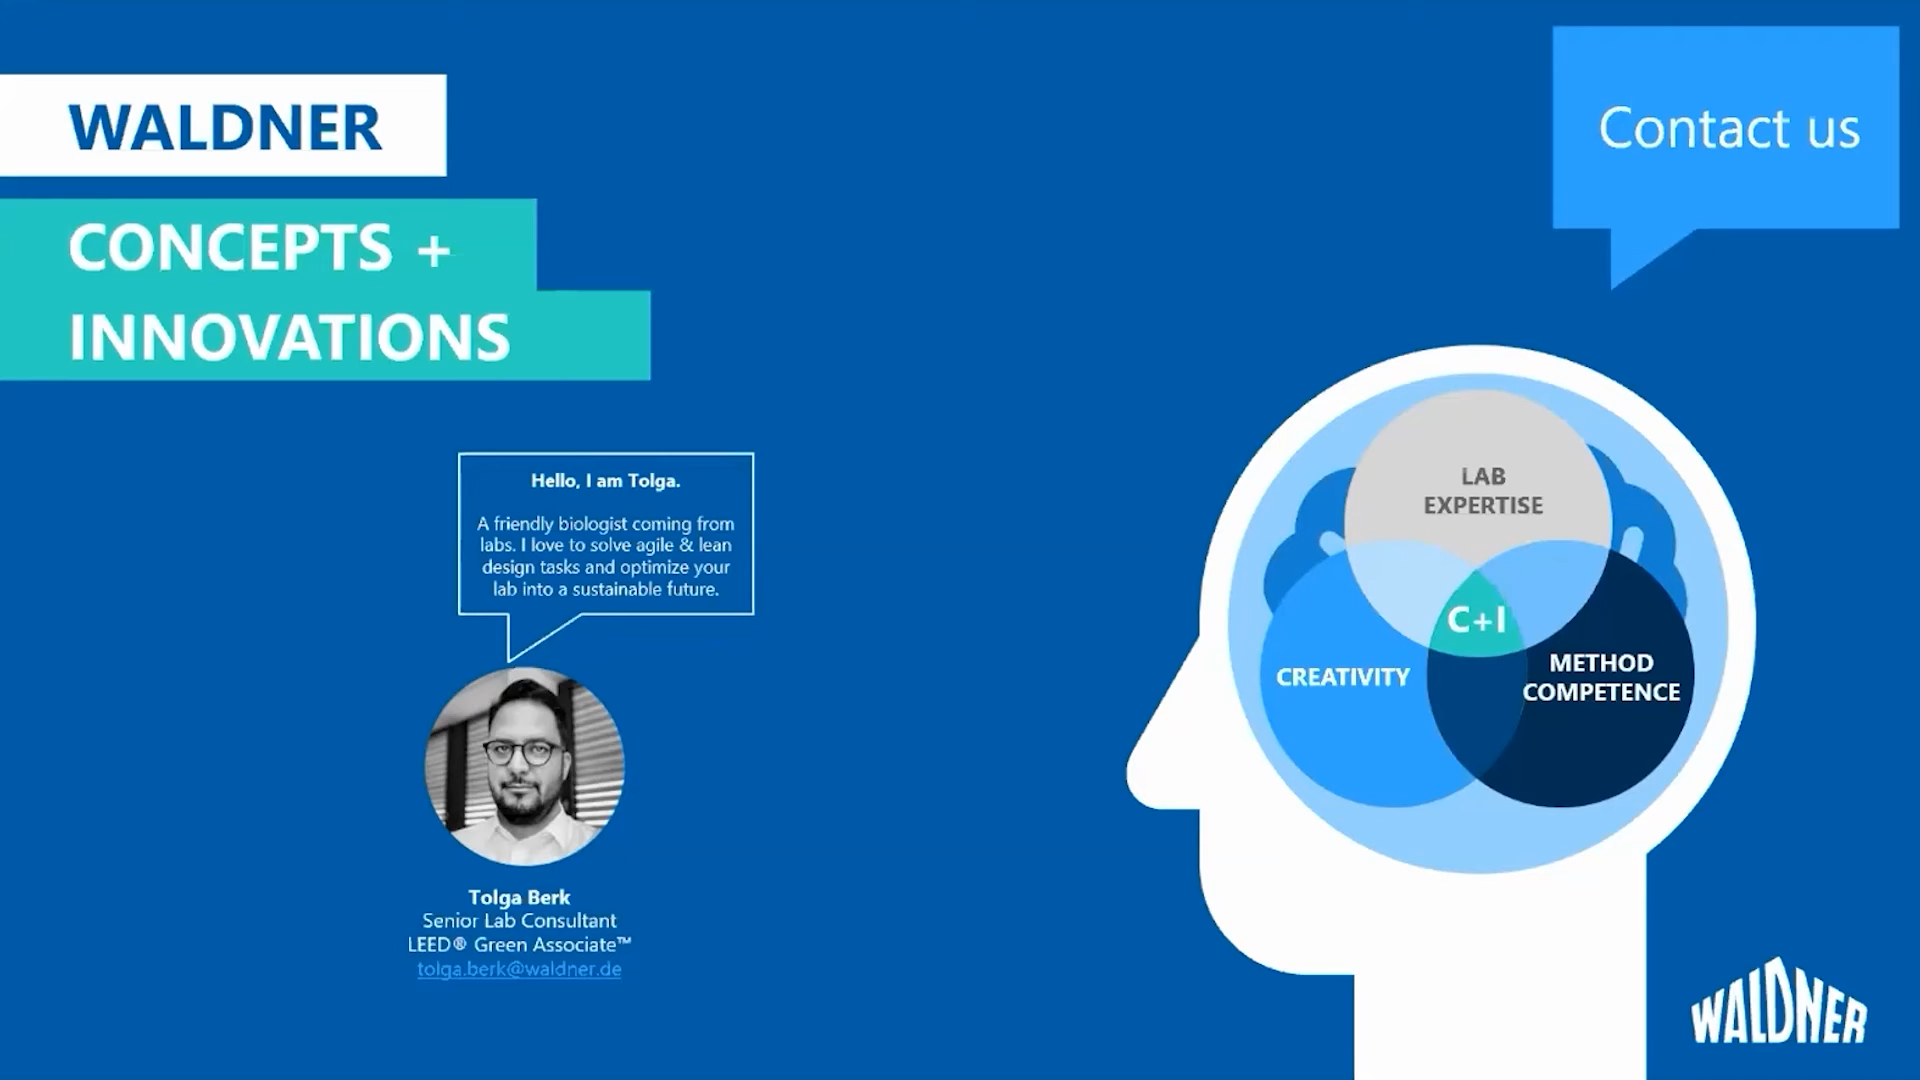 WALDNER
CONCEPTS +
INNOVATIONS
Contact us
Hello, I am Tolga.
A friendly biologist coming from
labs. I love to solve agile & lean
design tasks and optimize your
lab into a sustainable future.
Tolga Berk
Senior Lab Consultant
LEED® Green Associate™
tolga.berk@waldner.de
LAB
EXPERTISE
C+I
CREATIVITY
METHOD
COMPETENCE
WALDNER